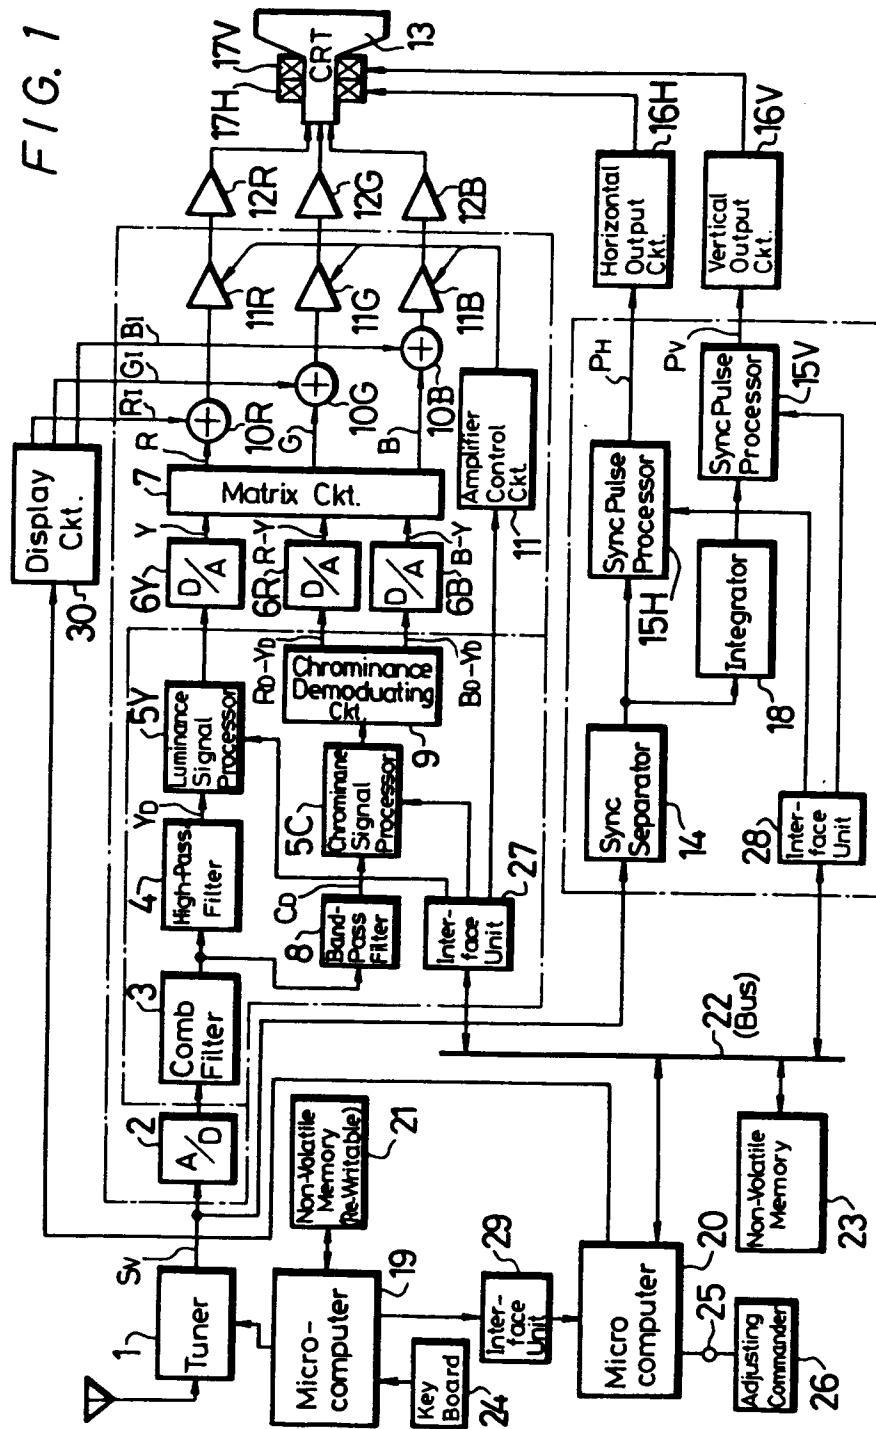 FIG. 1
Tuner
1
Sv
A/D
2
Comb
Filter
3
High-Pass
Filter
4
YD
Luminance
Signal
Processor
5Y
D/A
6Y
Y
Matrix Ckt.
7
R
10R
11R
12R
Display
Ckt.
30
RI
GI
BI
G
10G
11G
12G
B
10B
11B
12B
17H
17V
CRT
13
Band-
Pass
Filter
8
CD
Chrominane
Signal
Processor
5C
Chrominance
Demoduating
Ckt.
9
RD-YD
BD-YD
D/A
6R
R-Y
D/A
6B
B-Y
Inter-
face
Unit
27
Amplifier
Control
Ckt.
11
Micro-
computer
19
Non-Volatile
Memory
(Re-Writable)
21
Key
Board
24
Inter-
face
Unit
29
Micro
computer
20
25
Adjusting
Commander
26
22
(Bus)
Non-Volatile
Memory
23
Sync
Separator
14
Inter-
face
Unit
28
Integrator
18
Sync Pulse
Processor
15H
PH
Horizontal
Output
Ckt.
16H
Sync Pulse
Processor
15V
PV
Vertical
Output
Ckt.
16V